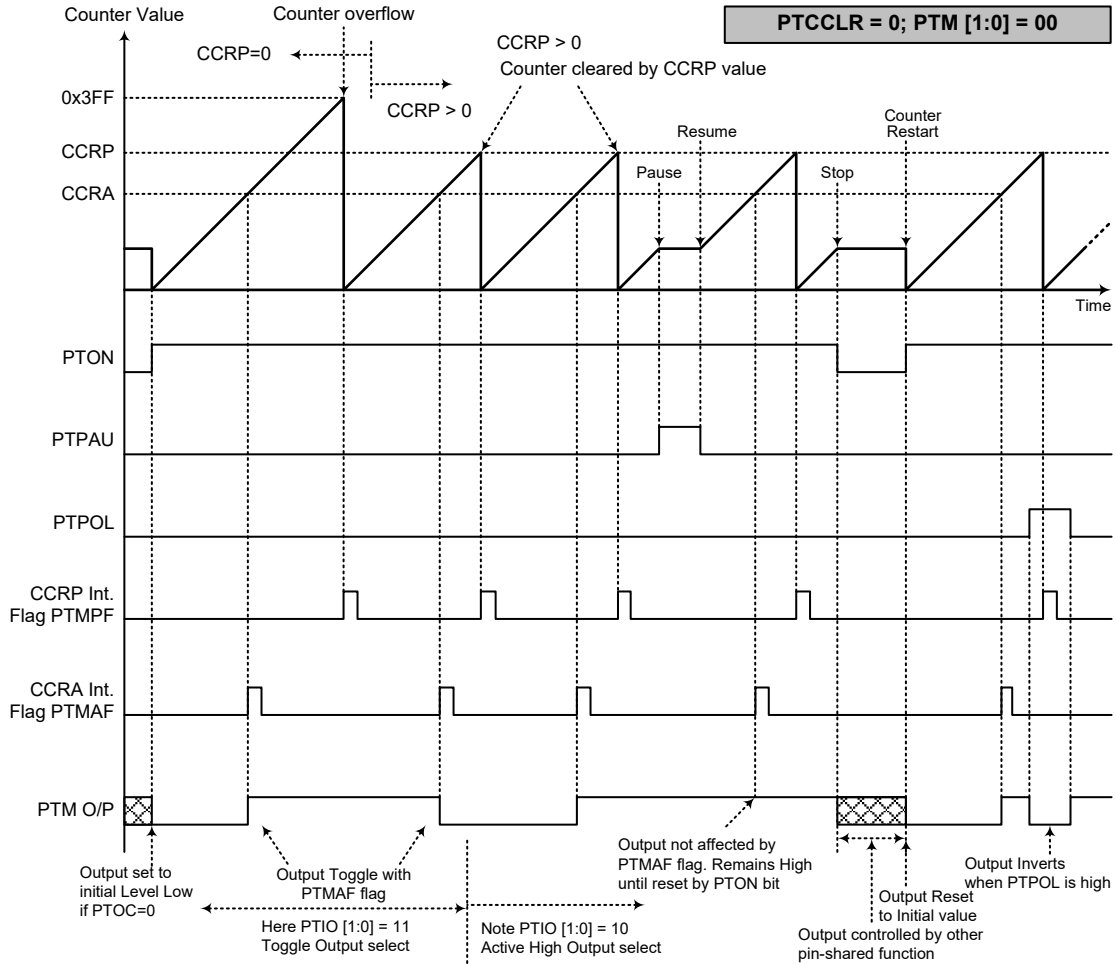 Counter Value
Counter overflow
PTCCLR = 0; PTM [1:0] = 00
CCRP=0
CCRP > 0
CCRP > 0
Counter cleared by CCRP value
0x3FF
CCRP
CCRA
Pause
Resume
Stop
Counter
Restart
Time
PTON
PTPAU
PTPOL
CCRP Int.
Flag PTMPF
CCRA Int.
Flag PTMAF
PTM O/P
Output set to
initial Level Low
if PTOC=0
Output Toggle with
PTMAF flag
Here PTIO [1:0] = 11
Toggle Output select
Note PTIO [1:0] = 10
Active High Output select
Output not affected by
PTMAF flag. Remains High
until reset by PTON bit
Output controlled by other
pin-shared function
Output Reset
to Initial value
Output Inverts
when PTPOL is high